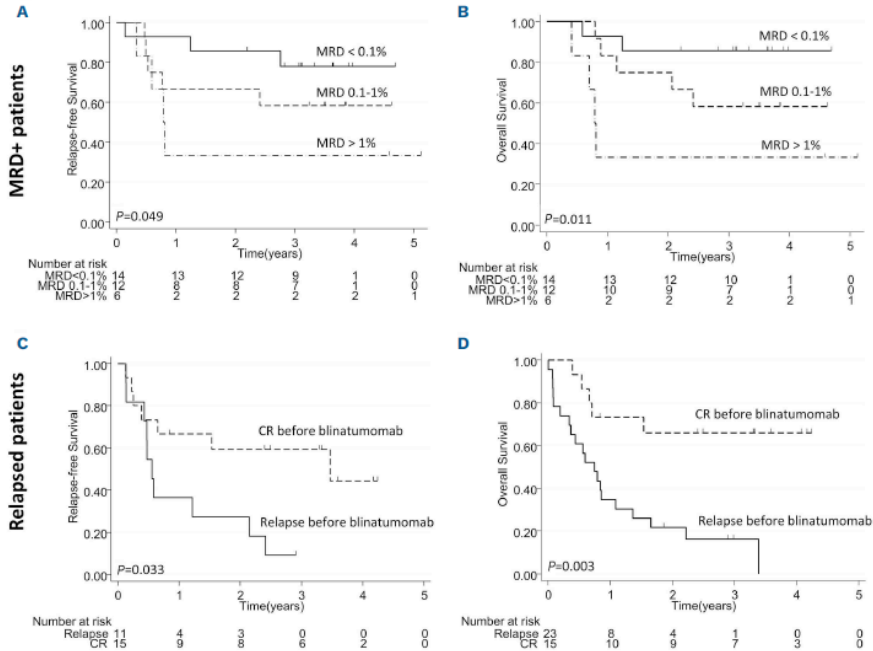 MRD+ patients
A
Relapse-free Survival
1.00
0.80
0.60
0.40
0.20
0.00
MRD < 0.1%
MRD 0.1-1%
MRD > 1%
P=0.049
0 1 2 3 4 5
Time(years)
Number at risk
MRD<0.1% 14 13 12 9 1 0
MRD 0.1-1% 12 8 8 7 1 0
MRD>1% 6 2 2 2 2 1
B
Overall Survival
1.00
0.80
0.60
0.40
0.20
0.00
MRD < 0.1%
MRD 0.1-1%
MRD > 1%
P=0.011
0 1 2 3 4 5
Time(years)
Number at risk
MRD<0.1% 14 13 12 10 1 0
MRD 0.1-1% 12 10 9 7 1 0
MRD>1% 6 2 2 2 2 1
Relapsed patients
C
Relapse-free Survival
1.00
0.80
0.60
0.40
0.20
0.00
CR before blinatumomab
Relapse before blinatumomab
P=0.033
0 1 2 3 4 5
Time(years)
Number at risk
Relapse 11 4 3 0 0 0
CR 15 9 8 6 2 0
D
Overall Survival
1.00
0.80
0.60
0.40
0.20
0.00
CR before blinatumomab
Relapse before blinatumomab
P=0.003
0 1 2 3 4 5
Time(years)
Number at risk
Relapse 23 8 4 1 0 0
CR 15 10 9 7 3 0